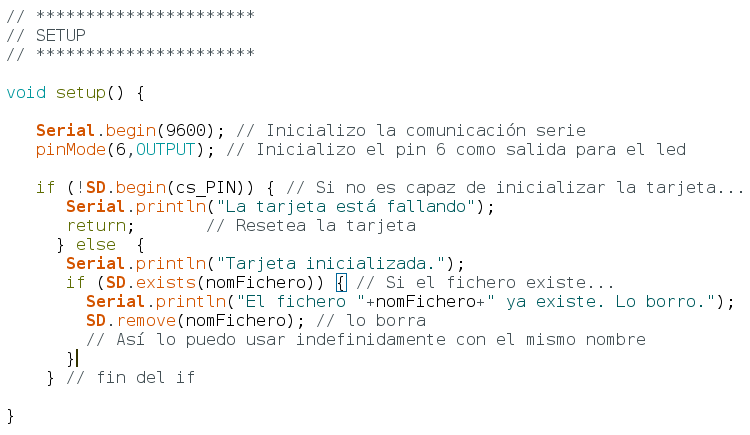 // **********************
// SETUP
// **********************
void setup() {
Serial.begin(9600); // Inicializo la comunicación serie
pinMode(6,OUTPUT); // Inicializo el pin 6 como salida para el led
if (!SD.begin(cs_PIN)) { // Si no es capaz de inicializar la tarjeta...
Serial.println("La tarjeta está fallando");
return;       // Resetea la tarjeta
} else  {
Serial.println("Tarjeta inicializada.");
if (SD.exists(nomFichero)) { // Si el fichero existe...
Serial.println("El fichero "+nomFichero+" ya existe. Lo borro.");
SD.remove(nomFichero); // lo borra
// Así lo puedo usar indefinidamente con el mismo nombre
}
} // fin del if
}